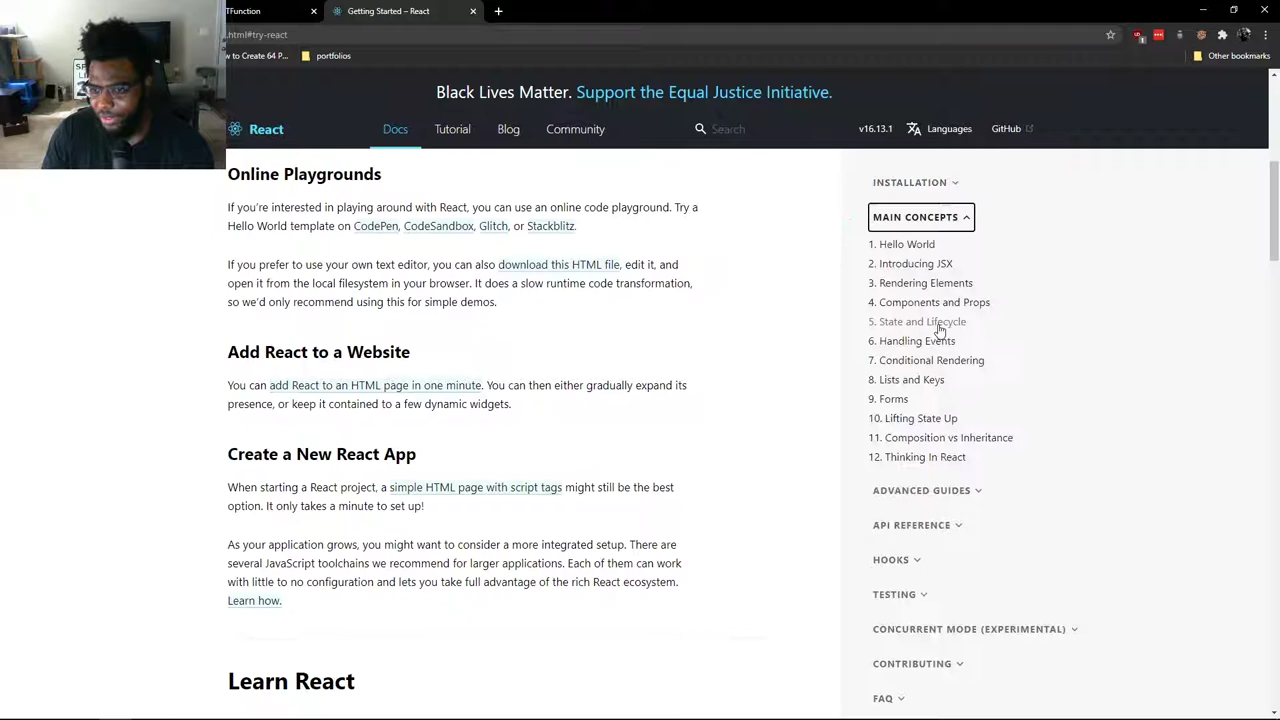 TFunction
Getting Started – React
.html#try-react
w to Create 64 P...
portfolios
Other bookmarks
Black Lives Matter. Support the Equal Justice Initiative.
React
Docs
Tutorial
Blog
Community
Search
v16.13.1
Languages
GitHub
Online Playgrounds
If you're interested in playing around with React, you can use an online code playground. Try a
Hello World template on CodePen, CodeSandbox, Glitch, or Stackblitz.
If you prefer to use your own text editor, you can also download this HTML file, edit it, and
open it from the local filesystem in your browser. It does a slow runtime code transformation,
so we'd only recommend using this for simple demos.
Add React to a Website
You can add React to an HTML page in one minute. You can then either gradually expand its
presence, or keep it contained to a few dynamic widgets.
Create a New React App
When starting a React project, a simple HTML page with script tags might still be the best
option. It only takes a minute to set up!
As your application grows, you might want to consider a more integrated setup. There are
several JavaScript toolchains we recommend for larger applications. Each of them can work
with little to no configuration and lets you take full advantage of the rich React ecosystem.
Learn how.
Learn React
INSTALLATION
MAIN CONCEPTS
1. Hello World
2. Introducing JSX
3. Rendering Elements
4. Components and Props
5. State and Lifecycle
6. Handling Events
7. Conditional Rendering
8. Lists and Keys
9. Forms
10. Lifting State Up
11. Composition vs Inheritance
12. Thinking In React
ADVANCED GUIDES
API REFERENCE
HOOKS
TESTING
CONCURRENT MODE (EXPERIMENTAL)
CONTRIBUTING
FAQ